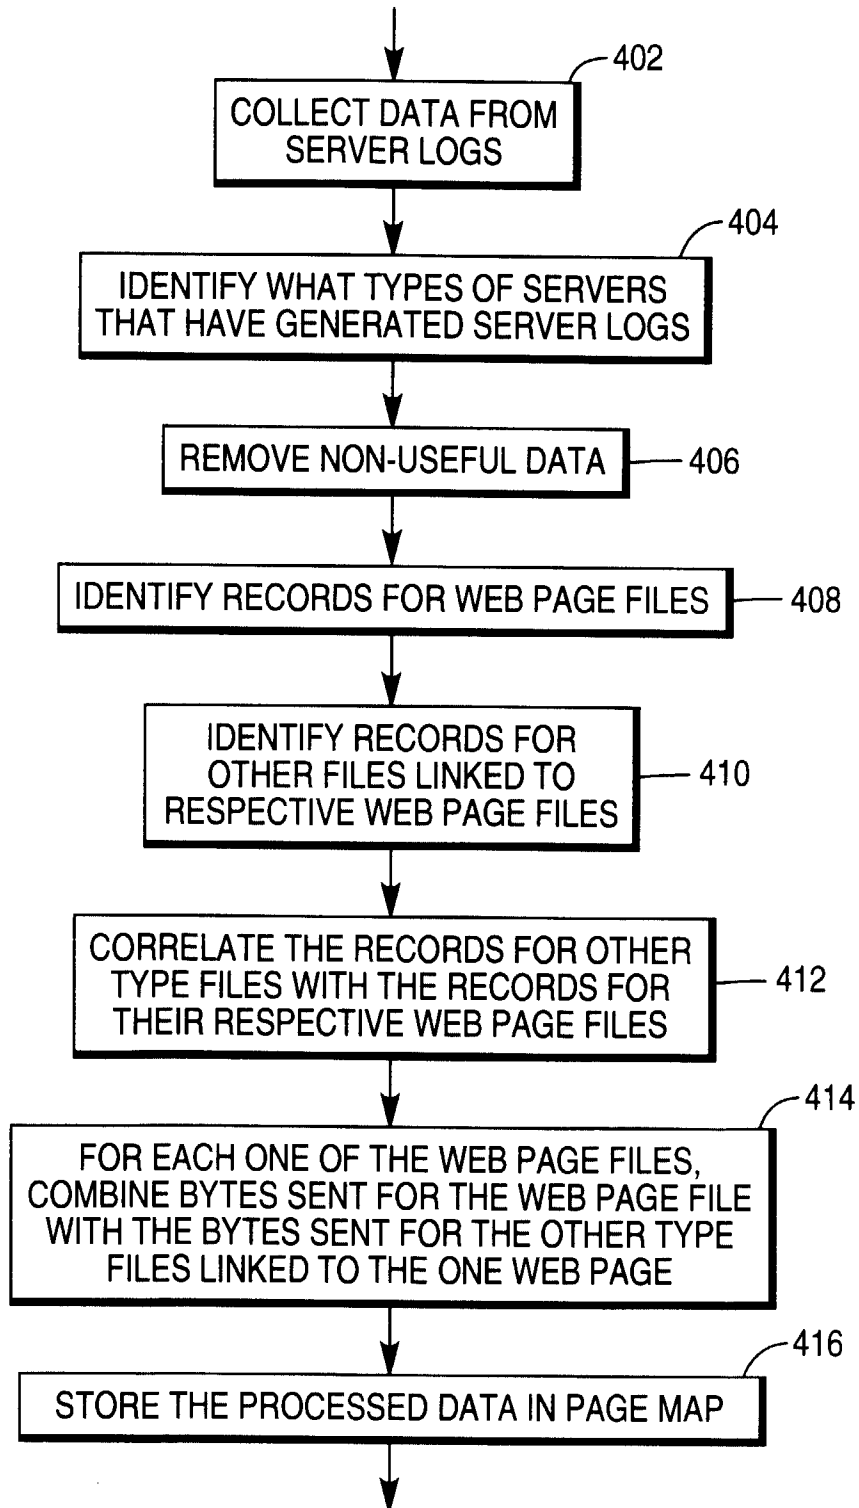 402
COLLECT DATA FROM
SERVER LOGS
404
IDENTIFY WHAT TYPES OF SERVERS
THAT HAVE GENERATED SERVER LOGS
REMOVE NON-USEFUL DATA
406
IDENTIFY RECORDS FOR WEB PAGE FILES
408
IDENTIFY RECORDS FOR
OTHER FILES LINKED TO
RESPECTIVE WEB PAGE FILES
410
CORRELATE THE RECORDS FOR OTHER
TYPE FILES WITH THE RECORDS FOR
THEIR RESPECTIVE WEB PAGE FILES
412
414
FOR EACH ONE OF THE WEB PAGE FILES,
COMBINE BYTES SENT FOR THE WEB PAGE FILE
WITH THE BYTES SENT FOR THE OTHER TYPE
FILES LINKED TO THE ONE WEB PAGE
416
STORE THE PROCESSED DATA IN PAGE MAP